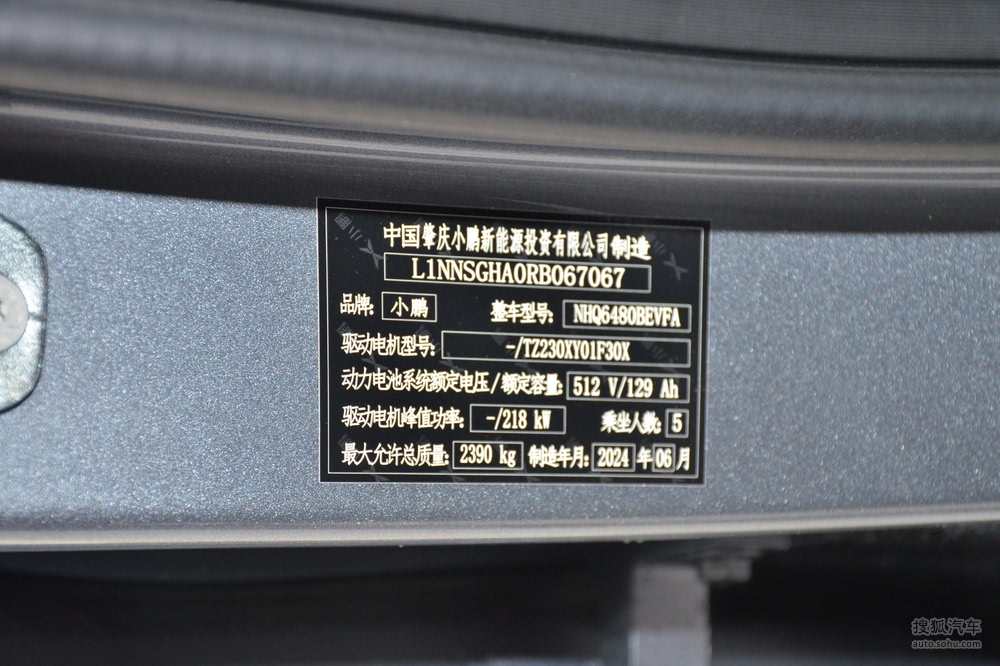 中国肇庆小鹏新能源投资有限公司制造
L1NNSGHA0RB067067
品牌: 小鹏 整车型号: NHQ6480BEVFA
驱动电机型号: -/TZ230XY01F30X
动力电池系统额定电压/额定容量: 512 V/129 Ah
驱动电机峰值功率: -/218 kW 乘坐人数: 5
最大允许总质量: 2390 kg 制造年月: 2024 年 06 月
搜狐汽车
auto.sohu.com